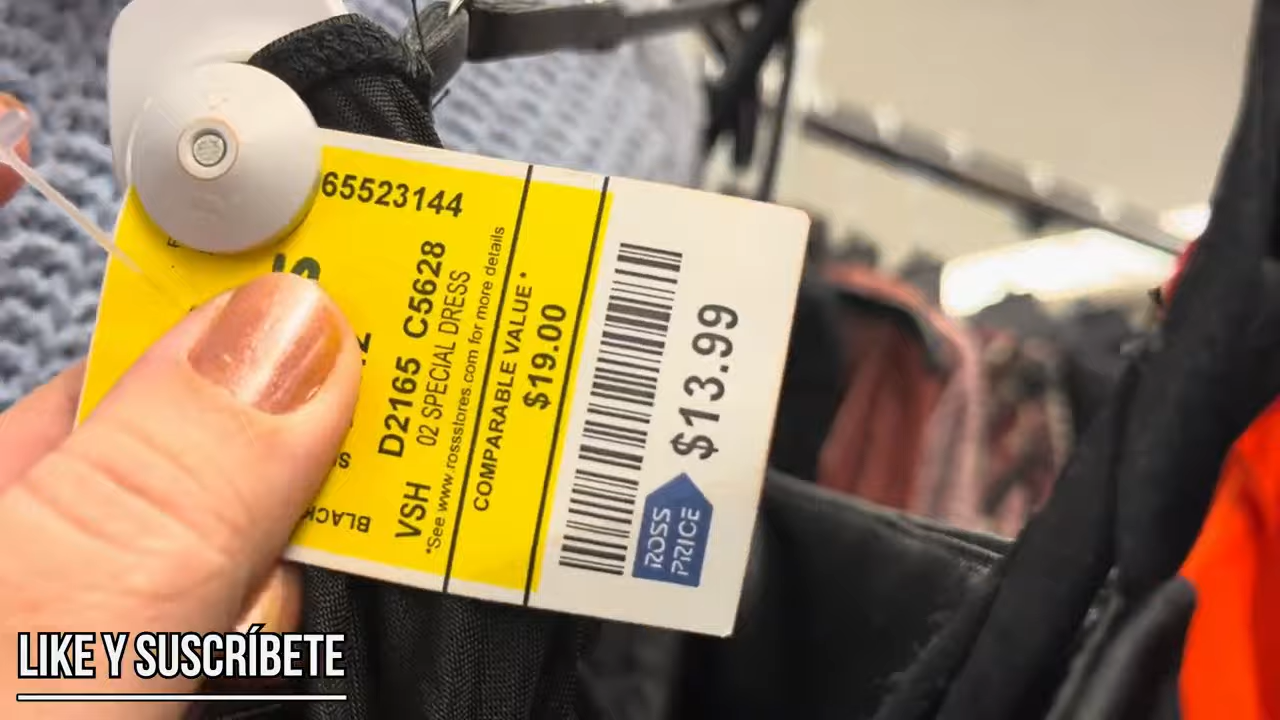 65523144
D2165 C5628
VSH 02 SPECIAL DRESS
*See www.rossstores.com for more details
COMPARABLE VALUE *
$19.00
$13.99
ROSS
PRICE
BLACK
LIKE Y SUSCRÍBETE